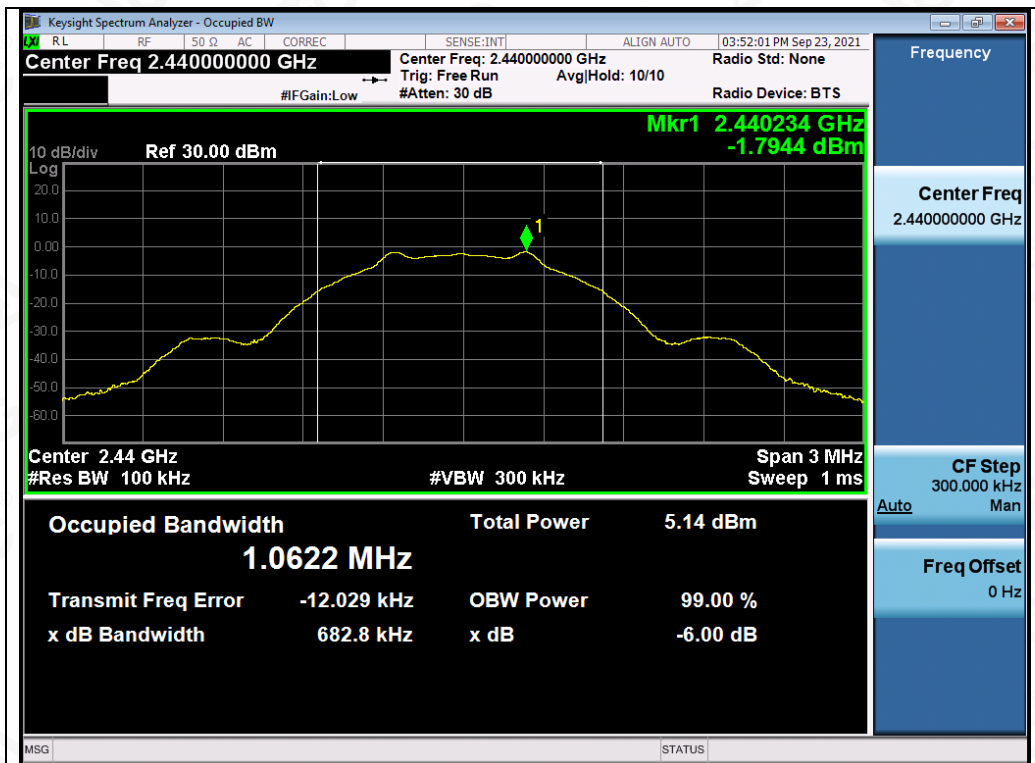 Keysight Spectrum Analyzer - Occupied BW
LXI RL RF 50 Ω AC CORREC SENSE:INT ALIGN AUTO 03:52:01 PM Sep 23, 2021
Center Freq 2.440000000 GHz Center Freq: 2.440000000 GHz Radio Std: None
Trig: Free Run Avg|Hold: 10/10
#IFGain:Low #Atten: 30 dB Radio Device: BTS
Frequency
Mkr1 2.440234 GHz
10 dB/div Ref 30.00 dBm -1.7944 dBm
Log
20.0
10.0
0.00
-10.0
-20.0
-30.0
-40.0
-50.0
-60.0
1
Center Freq
2.440000000 GHz
Center 2.44 GHz Span 3 MHz
#Res BW 100 kHz #VBW 300 kHz Sweep 1 ms
CF Step
300.000 kHz
Auto Man
Occupied Bandwidth Total Power 5.14 dBm
1.0622 MHz
Transmit Freq Error -12.029 kHz OBW Power 99.00 %
x dB Bandwidth 682.8 kHz x dB -6.00 dB
Freq Offset
0 Hz
MSG STATUS